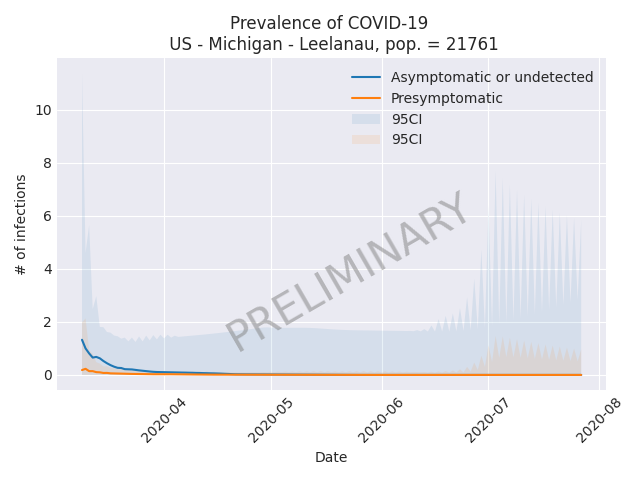 Prevalence of COVID-19
US - Michigan - Leelanau, pop. = 21761
Asymptomatic or undetected
Presymptomatic
95CI
95CI
# of infections
10
8
6
4
2
0
PRELIMINARY
2020-04
2020-05
2020-06
2020-07
2020-08
Date